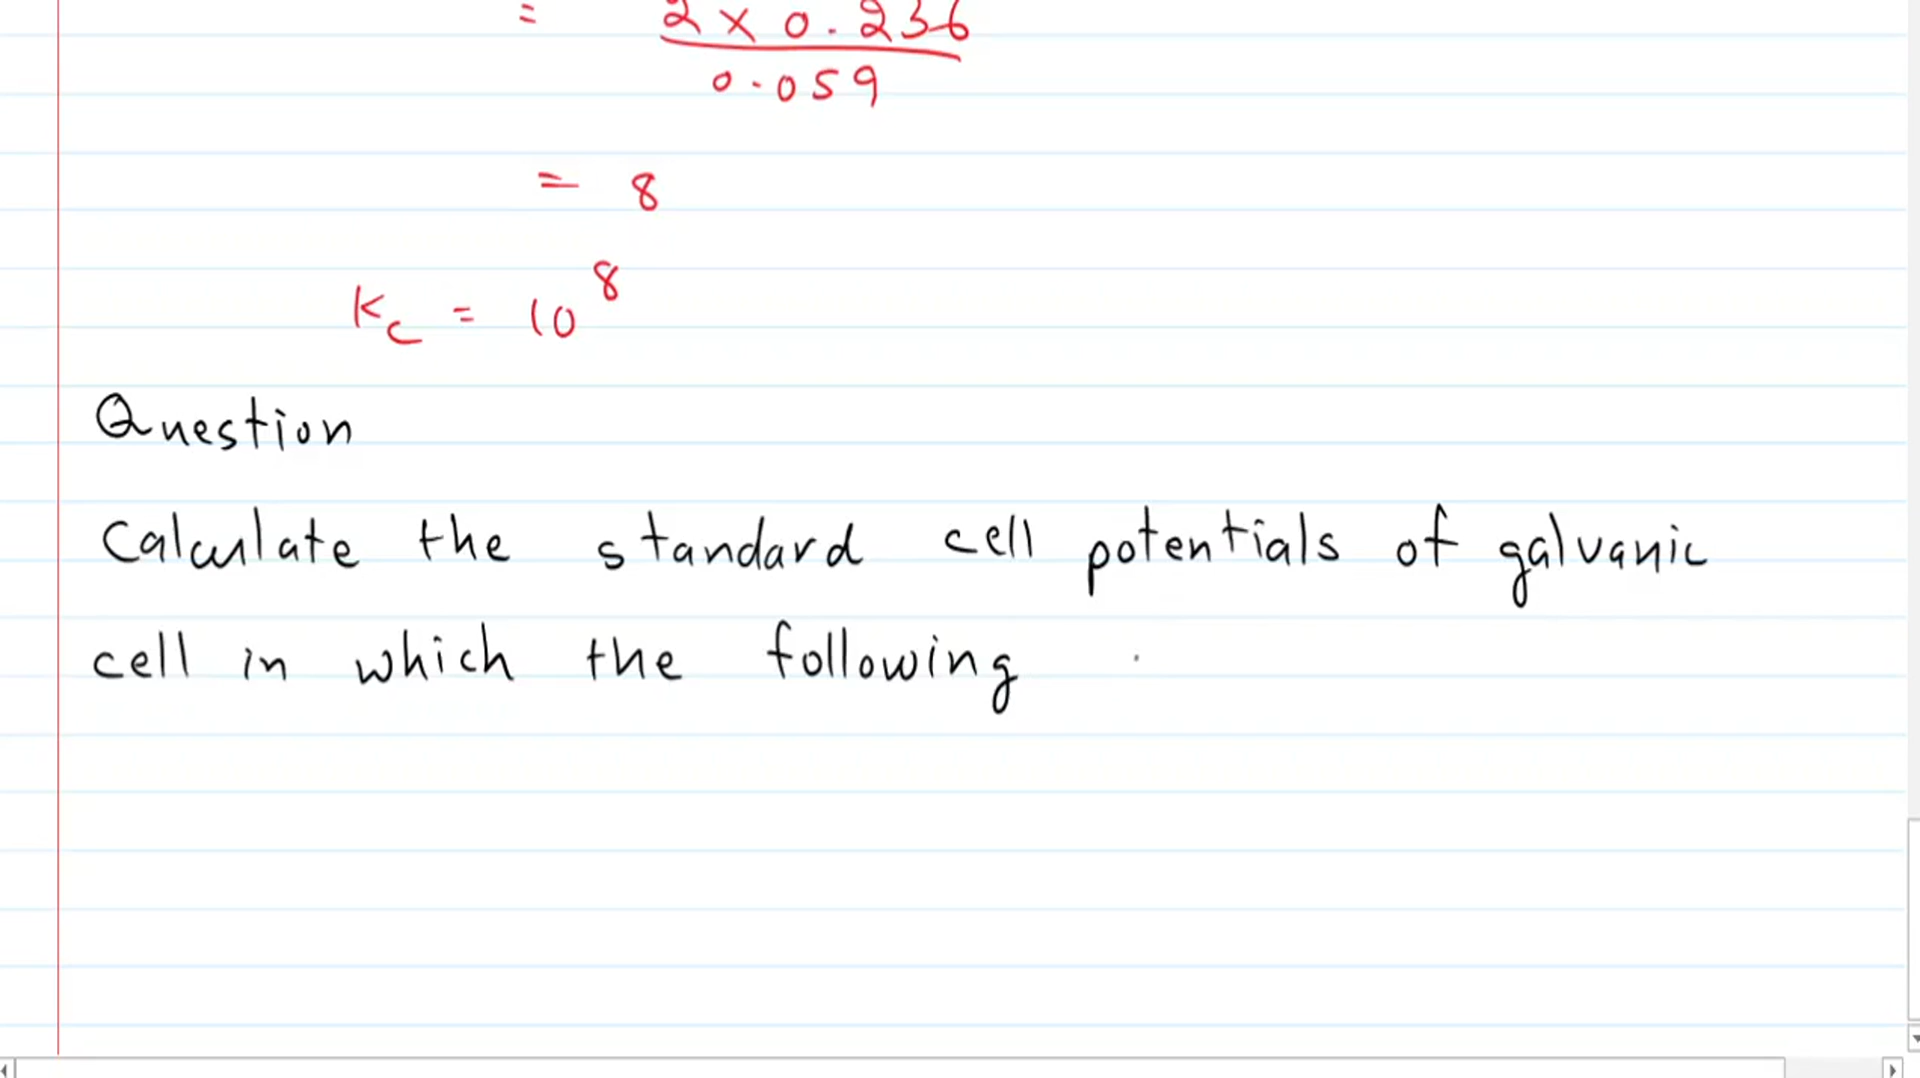 = 2 × 0.236
0.059
= 8
Kc = 10^8
Question
Calculate the standard cell potentials of galvanic
cell in which the following